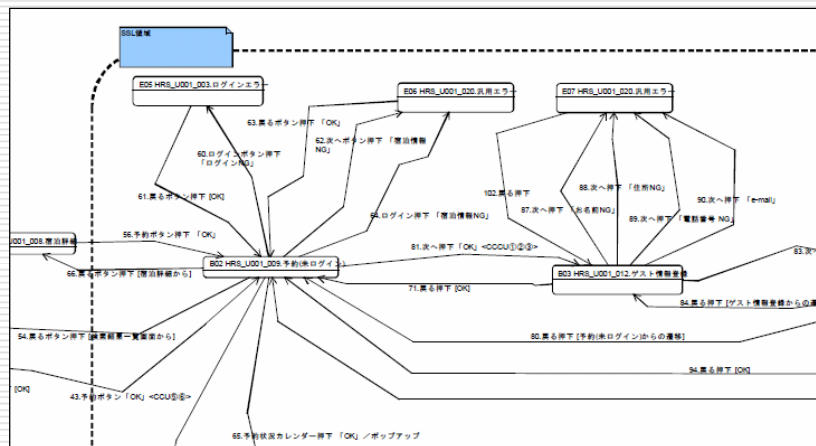 SSL領域
E05 HRS_U001_003.ログインエラー
E06 HRS_U001_020.汎用エラー
E07 HRS_U001_020.汎用エラー
63.戻るボタン押下 「OK」
62.次へボタン押下 「宿泊情報
NG」
60.ログインボタン押下
「ログインNG」
61.戻るボタン押下 [OK]
64.ログイン押下 「宿泊情報NG」
102.戻る押下
88.次へ押下 「住所NG」
87.次へ押下 「お名前NG」
90.次へ押下 「e-mail」
89.次へ押下 「電話番号 NG」
U001_008.宿泊詳細
56.予約ボタン押下 「OK」
81.次へ押下 「OK」<CCU①②③>
83.次へ
B02 HRS_U001_009.予約(未ログイン)
B03 HRS_U001_012.ゲスト情報登録
66.戻るボタン押下 [宿泊詳細から]
71.戻る押下 [OK]
84.戻る押下 [ゲスト情報登録からの遷
54.戻るボタン押下 [検索結果一覧画面から]
80.戻る押下 [予約(未ログイン)からの遷移]
94.戻る押下 [OK]
[OK]
43.予約ボタン 「OK」<CCU⑤⑥>
65.予約状況カレンダー押下 「OK」／ポップアップ